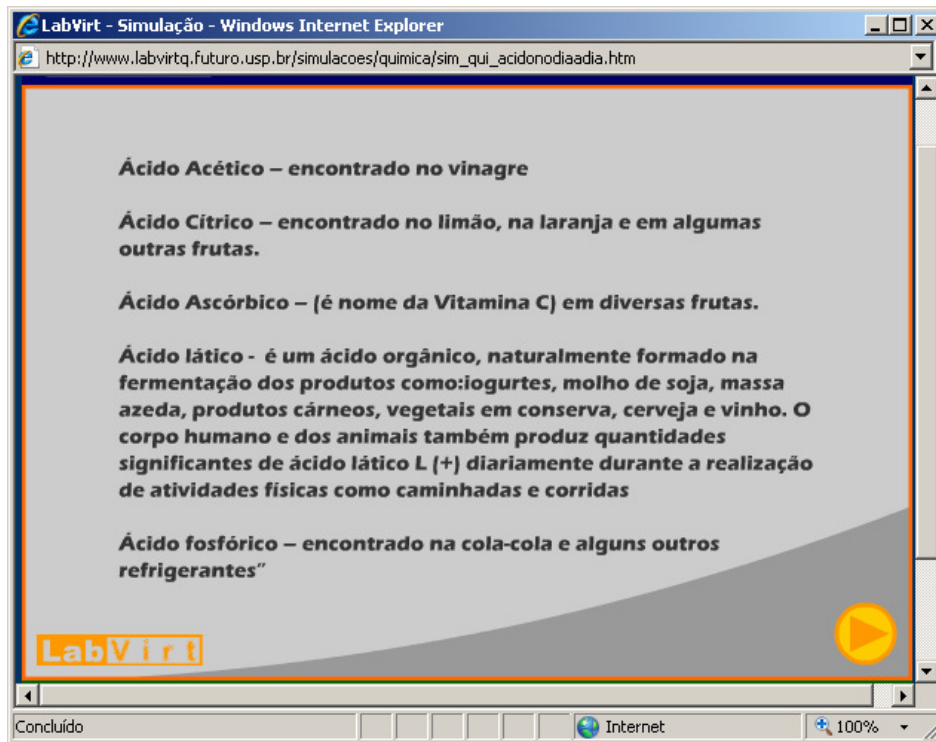 LabVirt - Simulação - Windows Internet Explorer
http://www.labvirtq.futuro.usp.br/simulacoes/quimica/sim_qui_acidonodiaadia.htm
Ácido Acético – encontrado no vinagre
Ácido Cítrico – encontrado no limão, na laranja e em algumas
outras frutas.
Ácido Ascórbico – (é nome da Vitamina C) em diversas frutas.
Ácido lático - é um ácido orgânico, naturalmente formado na
fermentação dos produtos como:iogurtes, molho de soja, massa
azeda, produtos cárneos, vegetais em conserva, cerveja e vinho. O
corpo humano e dos animais também produz quantidades
significantes de ácido lático L (+) diariamente durante a realização
de atividades físicas como caminhadas e corridas
Ácido fosfórico – encontrado na cola-cola e alguns outros
refrigerantes”
LabVirt
Concluído Internet 100%